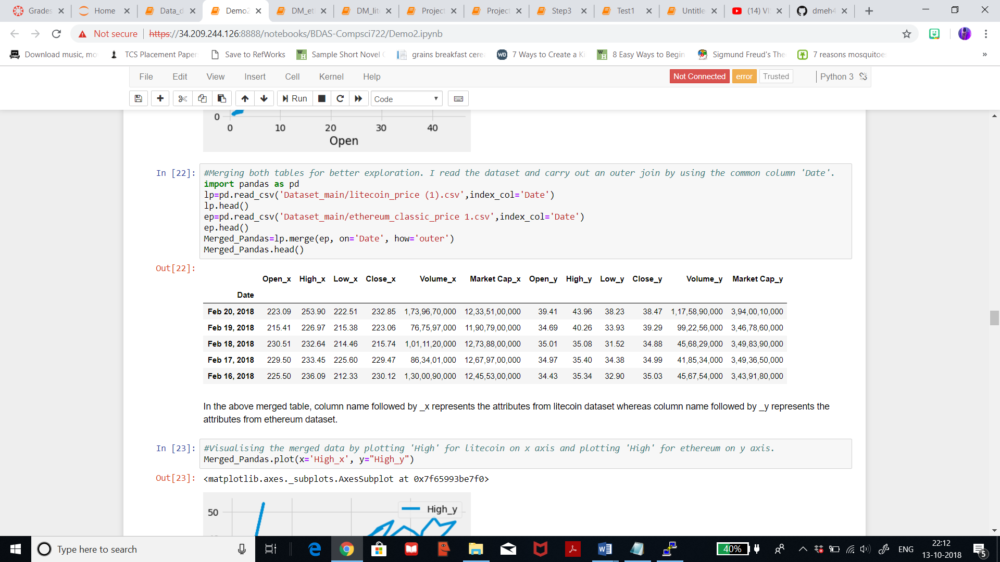 Grades
Home
Data_d
Demo2
DM_et
DM_lit
Project
Project
Step3
Test1
Untitle
(14) VI
dmeh4
Not secure
https://34.209.244.126:8888/notebooks/BDAS-Compsci722/Demo2.ipynb
Download music, mo
TCS Placement Paper
Save to RefWorks
Sample Short Novel
grains breakfast cere
7 Ways to Create a Ki
8 Easy Ways to Begin
Sigmund Freud's The
7 reasons mosquitoe
»
File Edit View Insert Cell Kernel Help
Not Connected error Trusted Python 3
Run Code
0
0 10 20 30 40
Open
In [22]: #Merging both tables for better exploration. I read the dataset and carry out an outer join by using the common column 'Date'.
import pandas as pd
lp=pd.read_csv('Dataset_main/litecoin_price (1).csv',index_col='Date')
lp.head()
ep=pd.read_csv('Dataset_main/ethereum_classic_price 1.csv',index_col='Date')
ep.head()
Merged_Pandas=lp.merge(ep, on='Date', how='outer')
Merged_Pandas.head()
Out[22]:
Open_x High_x Low_x Close_x Volume_x Market Cap_x Open_y High_y Low_y Close_y Volume_y Market Cap_y
Date
Feb 20, 2018 223.09 253.90 222.51 232.85 1,73,96,70,000 12,33,51,00,000 39.41 43.96 38.23 38.47 1,17,58,90,000 3,94,00,10,000
Feb 19, 2018 215.41 226.97 215.38 223.06 76,75,97,000 11,90,79,00,000 34.69 40.26 33.93 39.29 99,22,56,000 3,46,78,60,000
Feb 18, 2018 230.51 232.64 214.46 215.74 1,01,11,20,000 12,73,88,00,000 35.01 35.08 31.52 34.88 45,68,29,000 3,49,83,90,000
Feb 17, 2018 229.50 233.45 225.60 229.47 86,34,01,000 12,67,97,00,000 34.97 35.40 34.38 34.99 41,85,34,000 3,49,36,50,000
Feb 16, 2018 225.50 236.09 212.33 230.12 1,30,00,90,000 12,45,53,00,000 34.43 35.34 32.90 35.03 45,67,54,000 3,43,91,80,000
In the above merged table, column name followed by _x represents the attributes from litecoin dataset whereas column name followed by _y represents the
attributes from ethereum dataset.
In [23]: #Visualising the merged data by plotting 'High' for litecoin on x axis and plotting 'High' for ethereum on y axis.
Merged_Pandas.plot(x='High_x', y="High_y")
Out[23]: <matplotlib.axes._subplots.AxesSubplot at 0x7f65993be7f0>
50
High_y
Type here to search
40%
ENG
22:12
13-10-2018
5